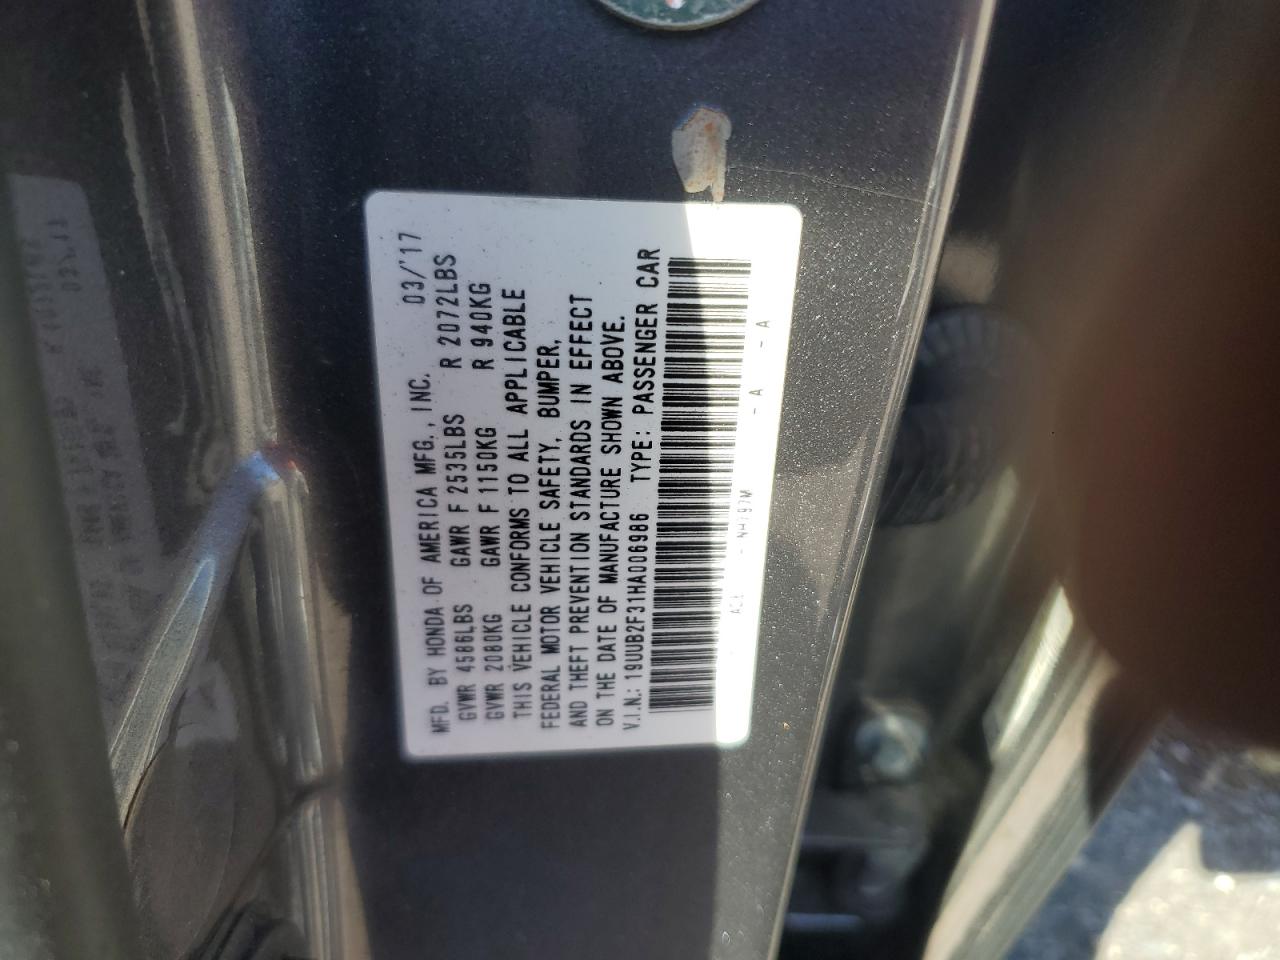 MFD. BY HONDA OF AMERICA MFG., INC. 03/'17
GVWR 4586LBS GAWR F 2535LBS R 2072LBS
GVWR 2080KG GAWR F 1150KG R 940KG
THIS VEHICLE CONFORMS TO ALL APPLICABLE
FEDERAL MOTOR VEHICLE SAFETY, BUMPER,
AND THEFT PREVENTION STANDARDS IN EFFECT
ON THE DATE OF MANUFACTURE SHOWN ABOVE.
V.I.N.: 19UUB2F31HA006986 TYPE: PASSENGER CAR
NH797M - A - A